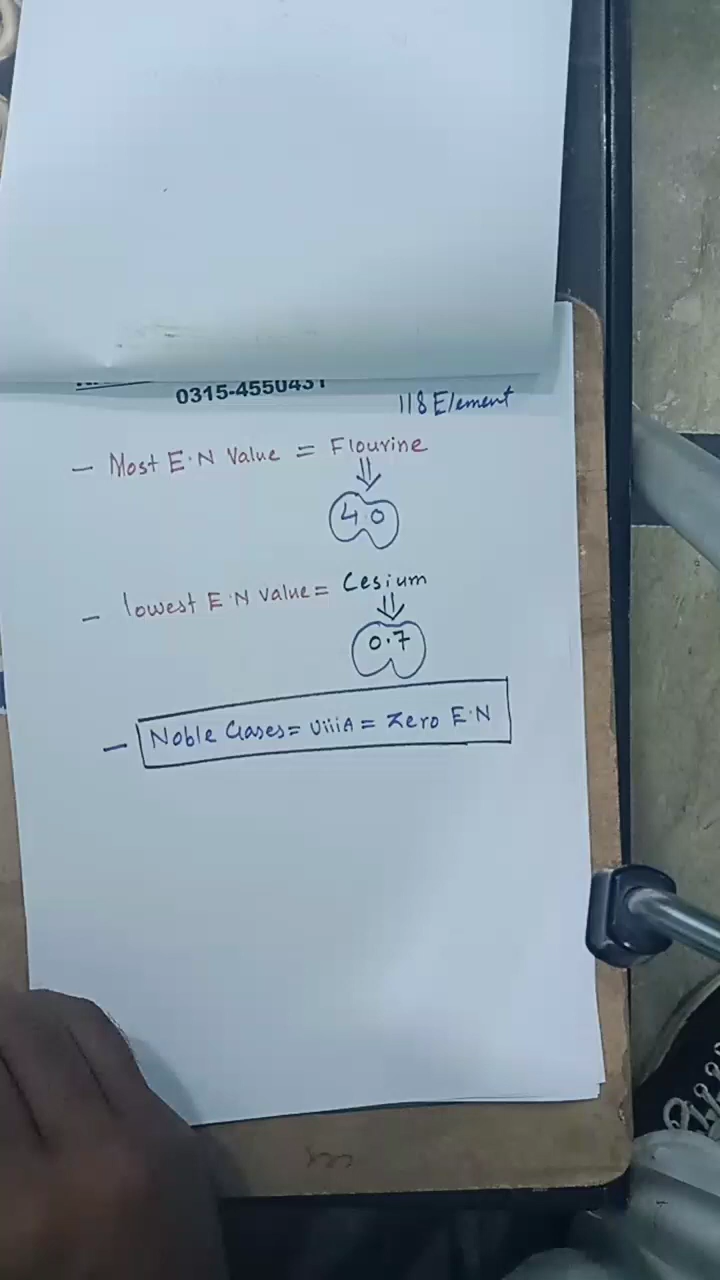 0315-4550431
118 Element
- Most E.N Value = Flourine
4.0
- lowest E.N value = Cesium
0.7
- Noble Gases = viiiA = Zero E.N